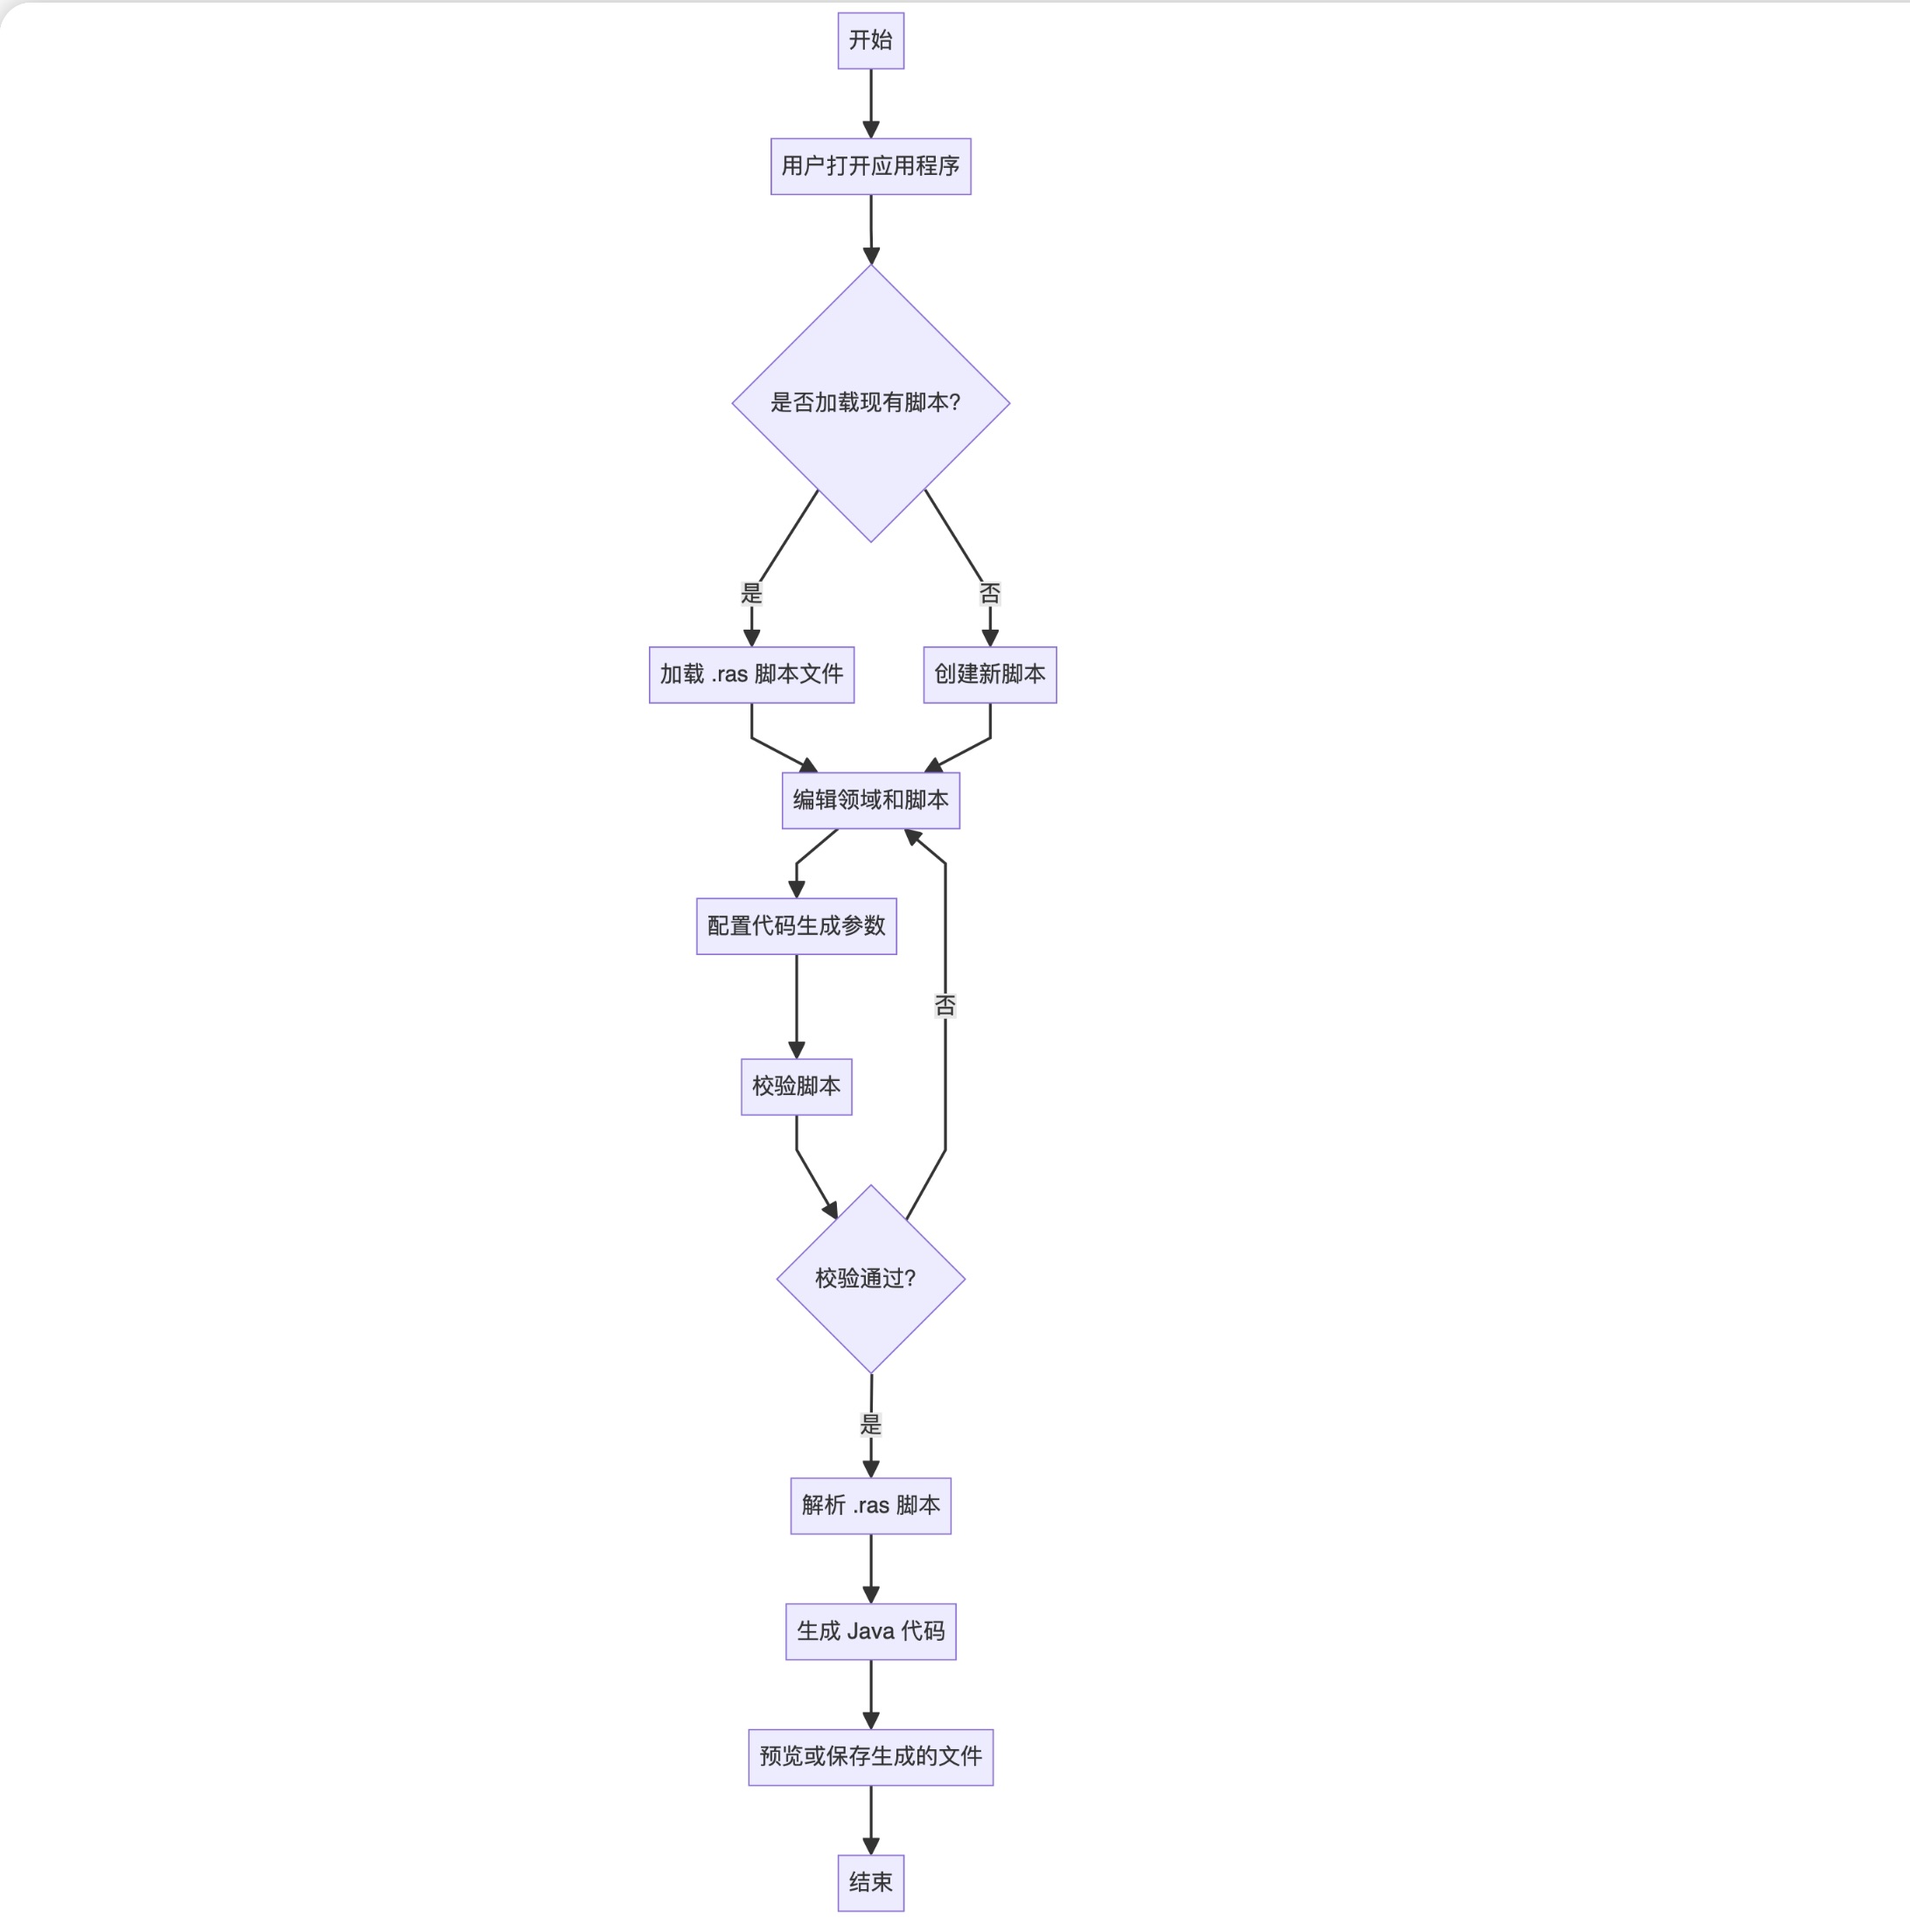 开始
用户打开应用程序
是否加载现有脚本?
是
否
加载 .ras 脚本文件
创建新脚本
编辑领域和脚本
配置代码生成参数
否
校验脚本
校验通过?
是
解析 .ras 脚本
生成 Java 代码
预览或保存生成的文件
结束